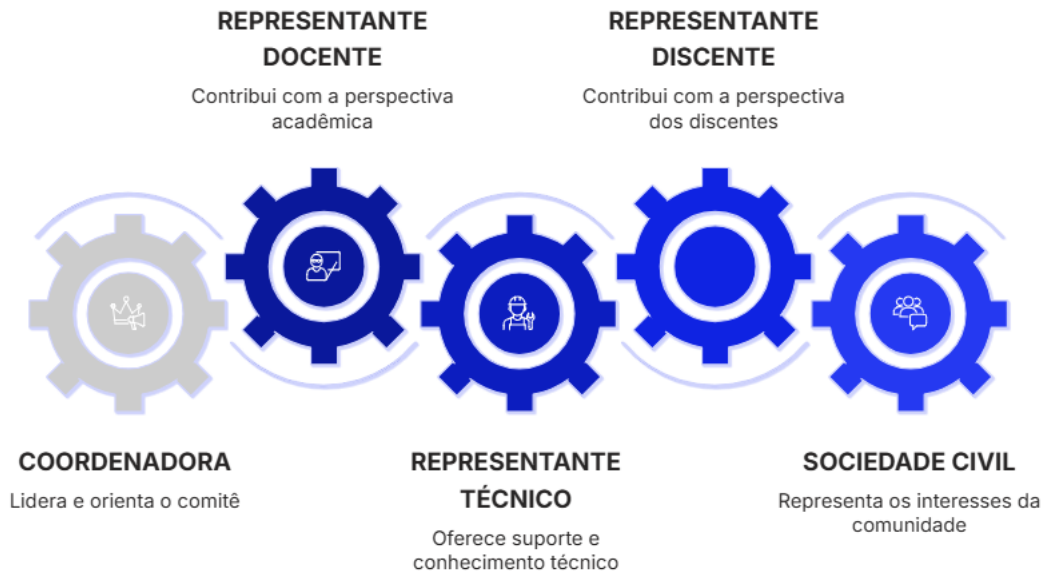 REPRESENTANTE
DOCENTE
Contribui com a perspectiva
acadêmica
REPRESENTANTE
DISCENTE
Contribui com a perspectiva
dos discentes
COORDENADORA
Lidera e orienta o comitê
REPRESENTANTE
TÉCNICO
Oferece suporte e
conhecimento técnico
SOCIEDADE CIVIL
Representa os interesses da
comunidade